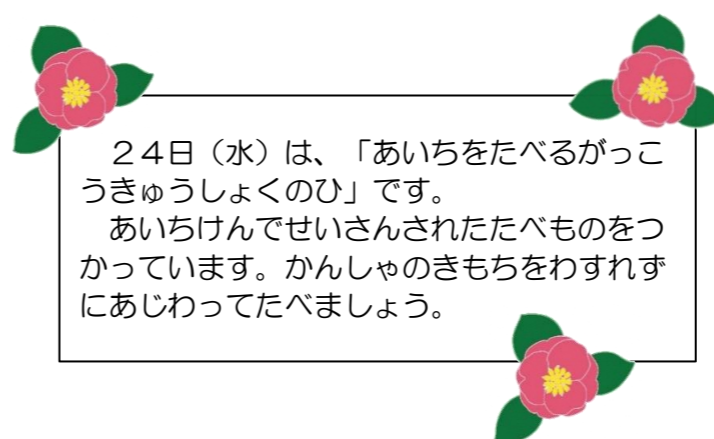 ２４日（水）は、「あいちをたべるがっこ
うきゅうしょくのひ」です。
　あいちけんでせいさんされたたべものをつ
かっています。かんしゃのきもちをわすれず
にあじわってたべましょう。